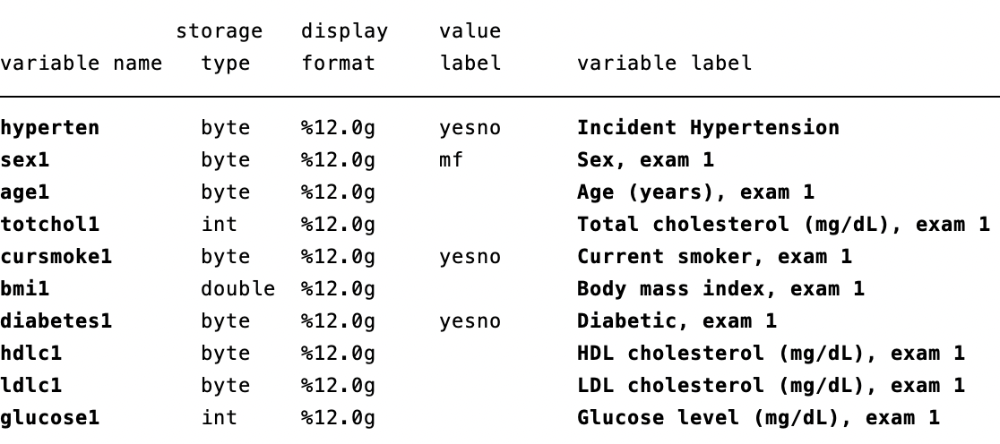 storage   display    value
variable name   type    format     label      variable label
hyperten        byte    %12.0g     yesno      Incident Hypertension
sex1            byte    %12.0g     mf         Sex, exam 1
age1            byte    %12.0g                Age (years), exam 1
totchol1        int     %12.0g                Total cholesterol (mg/dL), exam 1
cursmoke1       byte    %12.0g     yesno      Current smoker, exam 1
bmi1            double  %12.0g                Body mass index, exam 1
diabetes1       byte    %12.0g     yesno      Diabetic, exam 1
hdlc1           byte    %12.0g                HDL cholesterol (mg/dL), exam 1
ldlc1           byte    %12.0g                LDL cholesterol (mg/dL), exam 1
glucose1        int     %12.0g                Glucose level (mg/dL), exam 1